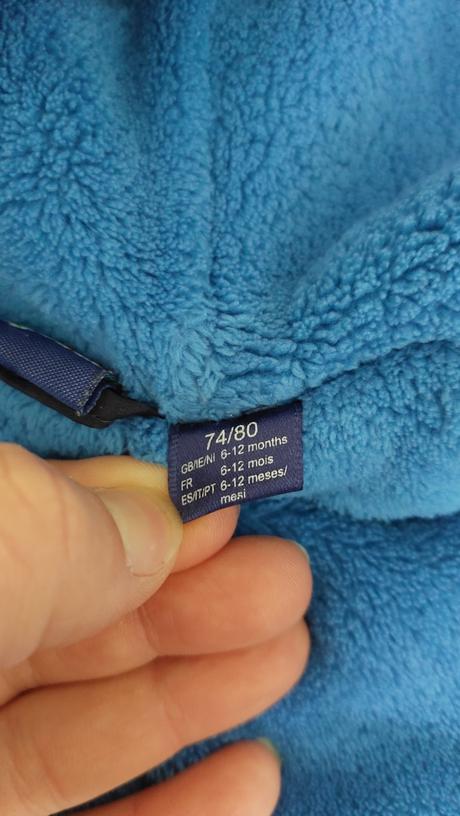 74/80
GB/IE/NI 6-12 months
FR 6-12 mois
ES/IT/PT 6-12 meses/
mesi